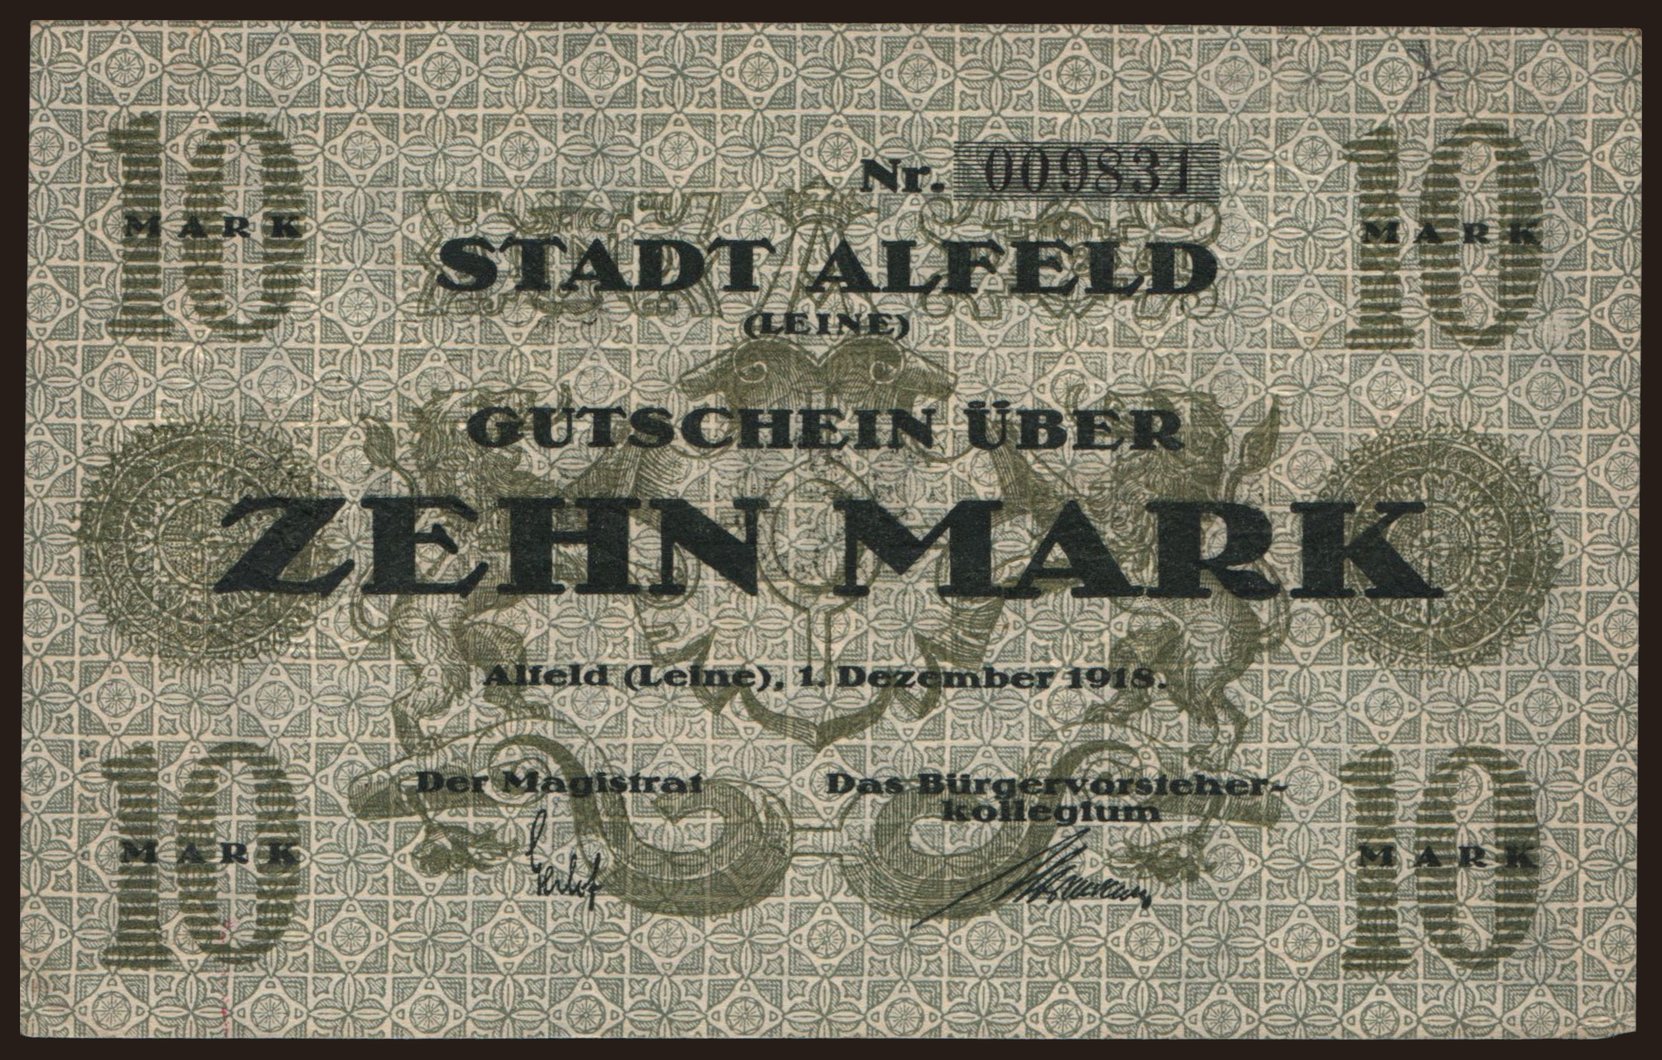 10 MARK
10 MARK
Nr. 009831
STADT ALFELD
(LEINE)
GUTSCHEIN ÜBER
ZEHN MARK
Alfeld (Leine), 1. Dezember 1918.
Der Magistrat
Das Bürgervorsteher-
kollegium
10 MARK
10 MARK